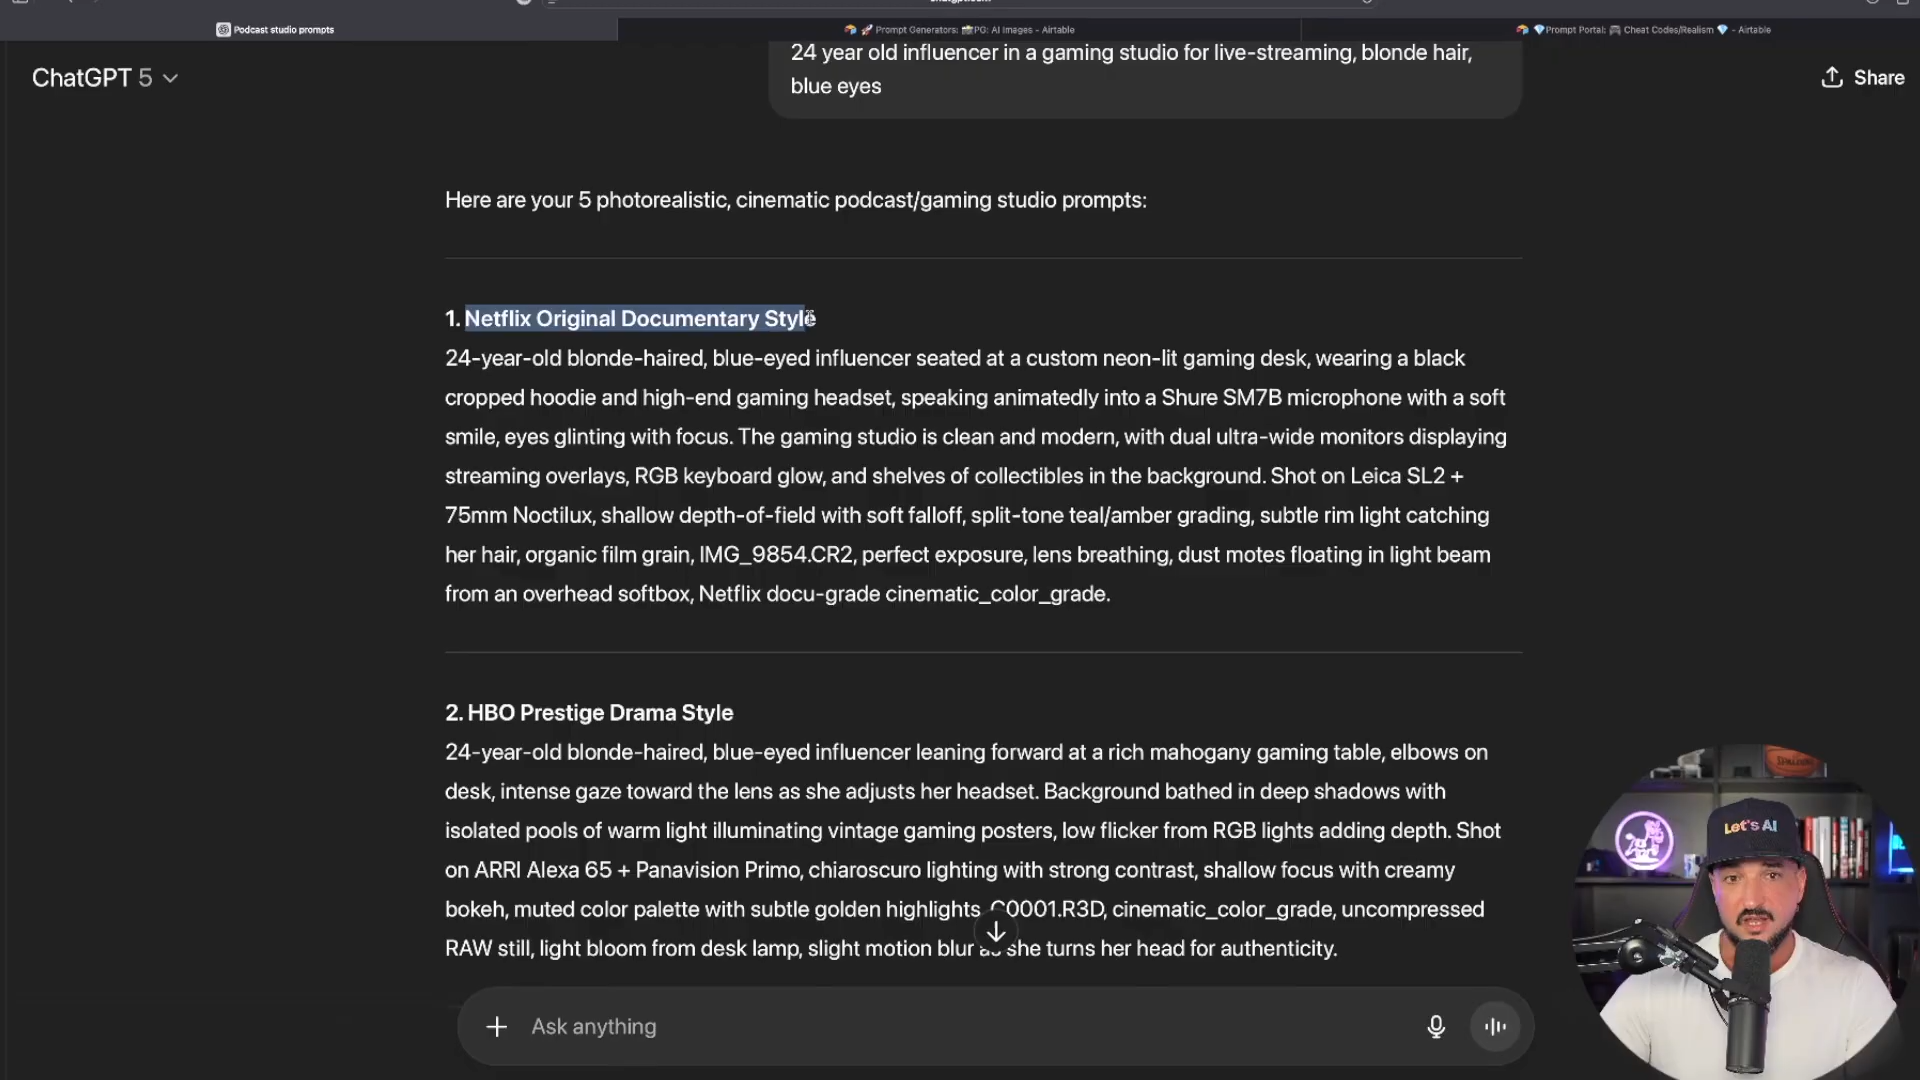 Podcast studio prompts
Prompt Generators: PG: AI Images - Airtable
Prompt Portal: Cheat Codes/Realism - Airtable
ChatGPT 5
Share
24 year old influencer in a gaming studio for live-streaming, blonde hair,
blue eyes
Here are your 5 photorealistic, cinematic podcast/gaming studio prompts:
1. Netflix Original Documentary Style
24-year-old blonde-haired, blue-eyed influencer seated at a custom neon-lit gaming desk, wearing a black
cropped hoodie and high-end gaming headset, speaking animatedly into a Shure SM7B microphone with a soft
smile, eyes glinting with focus. The gaming studio is clean and modern, with dual ultra-wide monitors displaying
streaming overlays, RGB keyboard glow, and shelves of collectibles in the background. Shot on Leica SL2 +
75mm Noctilux, shallow depth-of-field with soft falloff, split-tone teal/amber grading, subtle rim light catching
her hair, organic film grain, IMG_9854.CR2, perfect exposure, lens breathing, dust motes floating in light beam
from an overhead softbox, Netflix docu-grade cinematic_color_grade.
2. HBO Prestige Drama Style
24-year-old blonde-haired, blue-eyed influencer leaning forward at a rich mahogany gaming table, elbows on
desk, intense gaze toward the lens as she adjusts her headset. Background bathed in deep shadows with
isolated pools of warm light illuminating vintage gaming posters, low flicker from RGB lights adding depth. Shot
on ARRI Alexa 65 + Panavision Primo, chiaroscuro lighting with strong contrast, shallow focus with creamy
bokeh, muted color palette with subtle golden highlights, C0001.R3D, cinematic_color_grade, uncompressed
RAW still, light bloom from desk lamp, slight motion blur as she turns her head for authenticity.
Ask anything
SPALDING
Let's AI